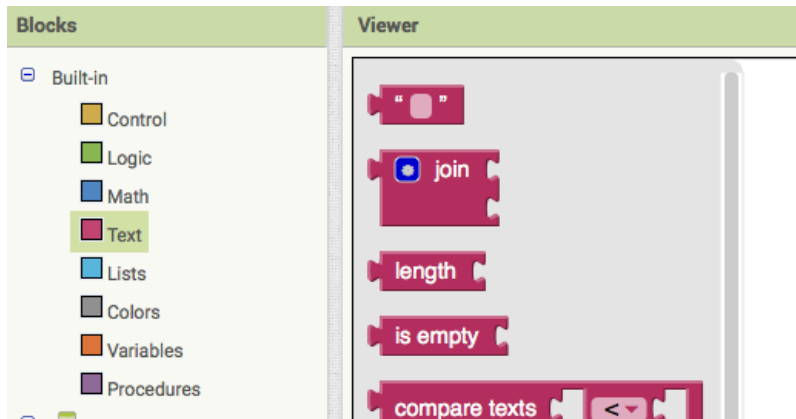 Blocks
Viewer
Built-in
Control
Logic
Math
Text
Lists
Colors
Variables
Procedures
“ ”
join
length
is empty
compare texts <